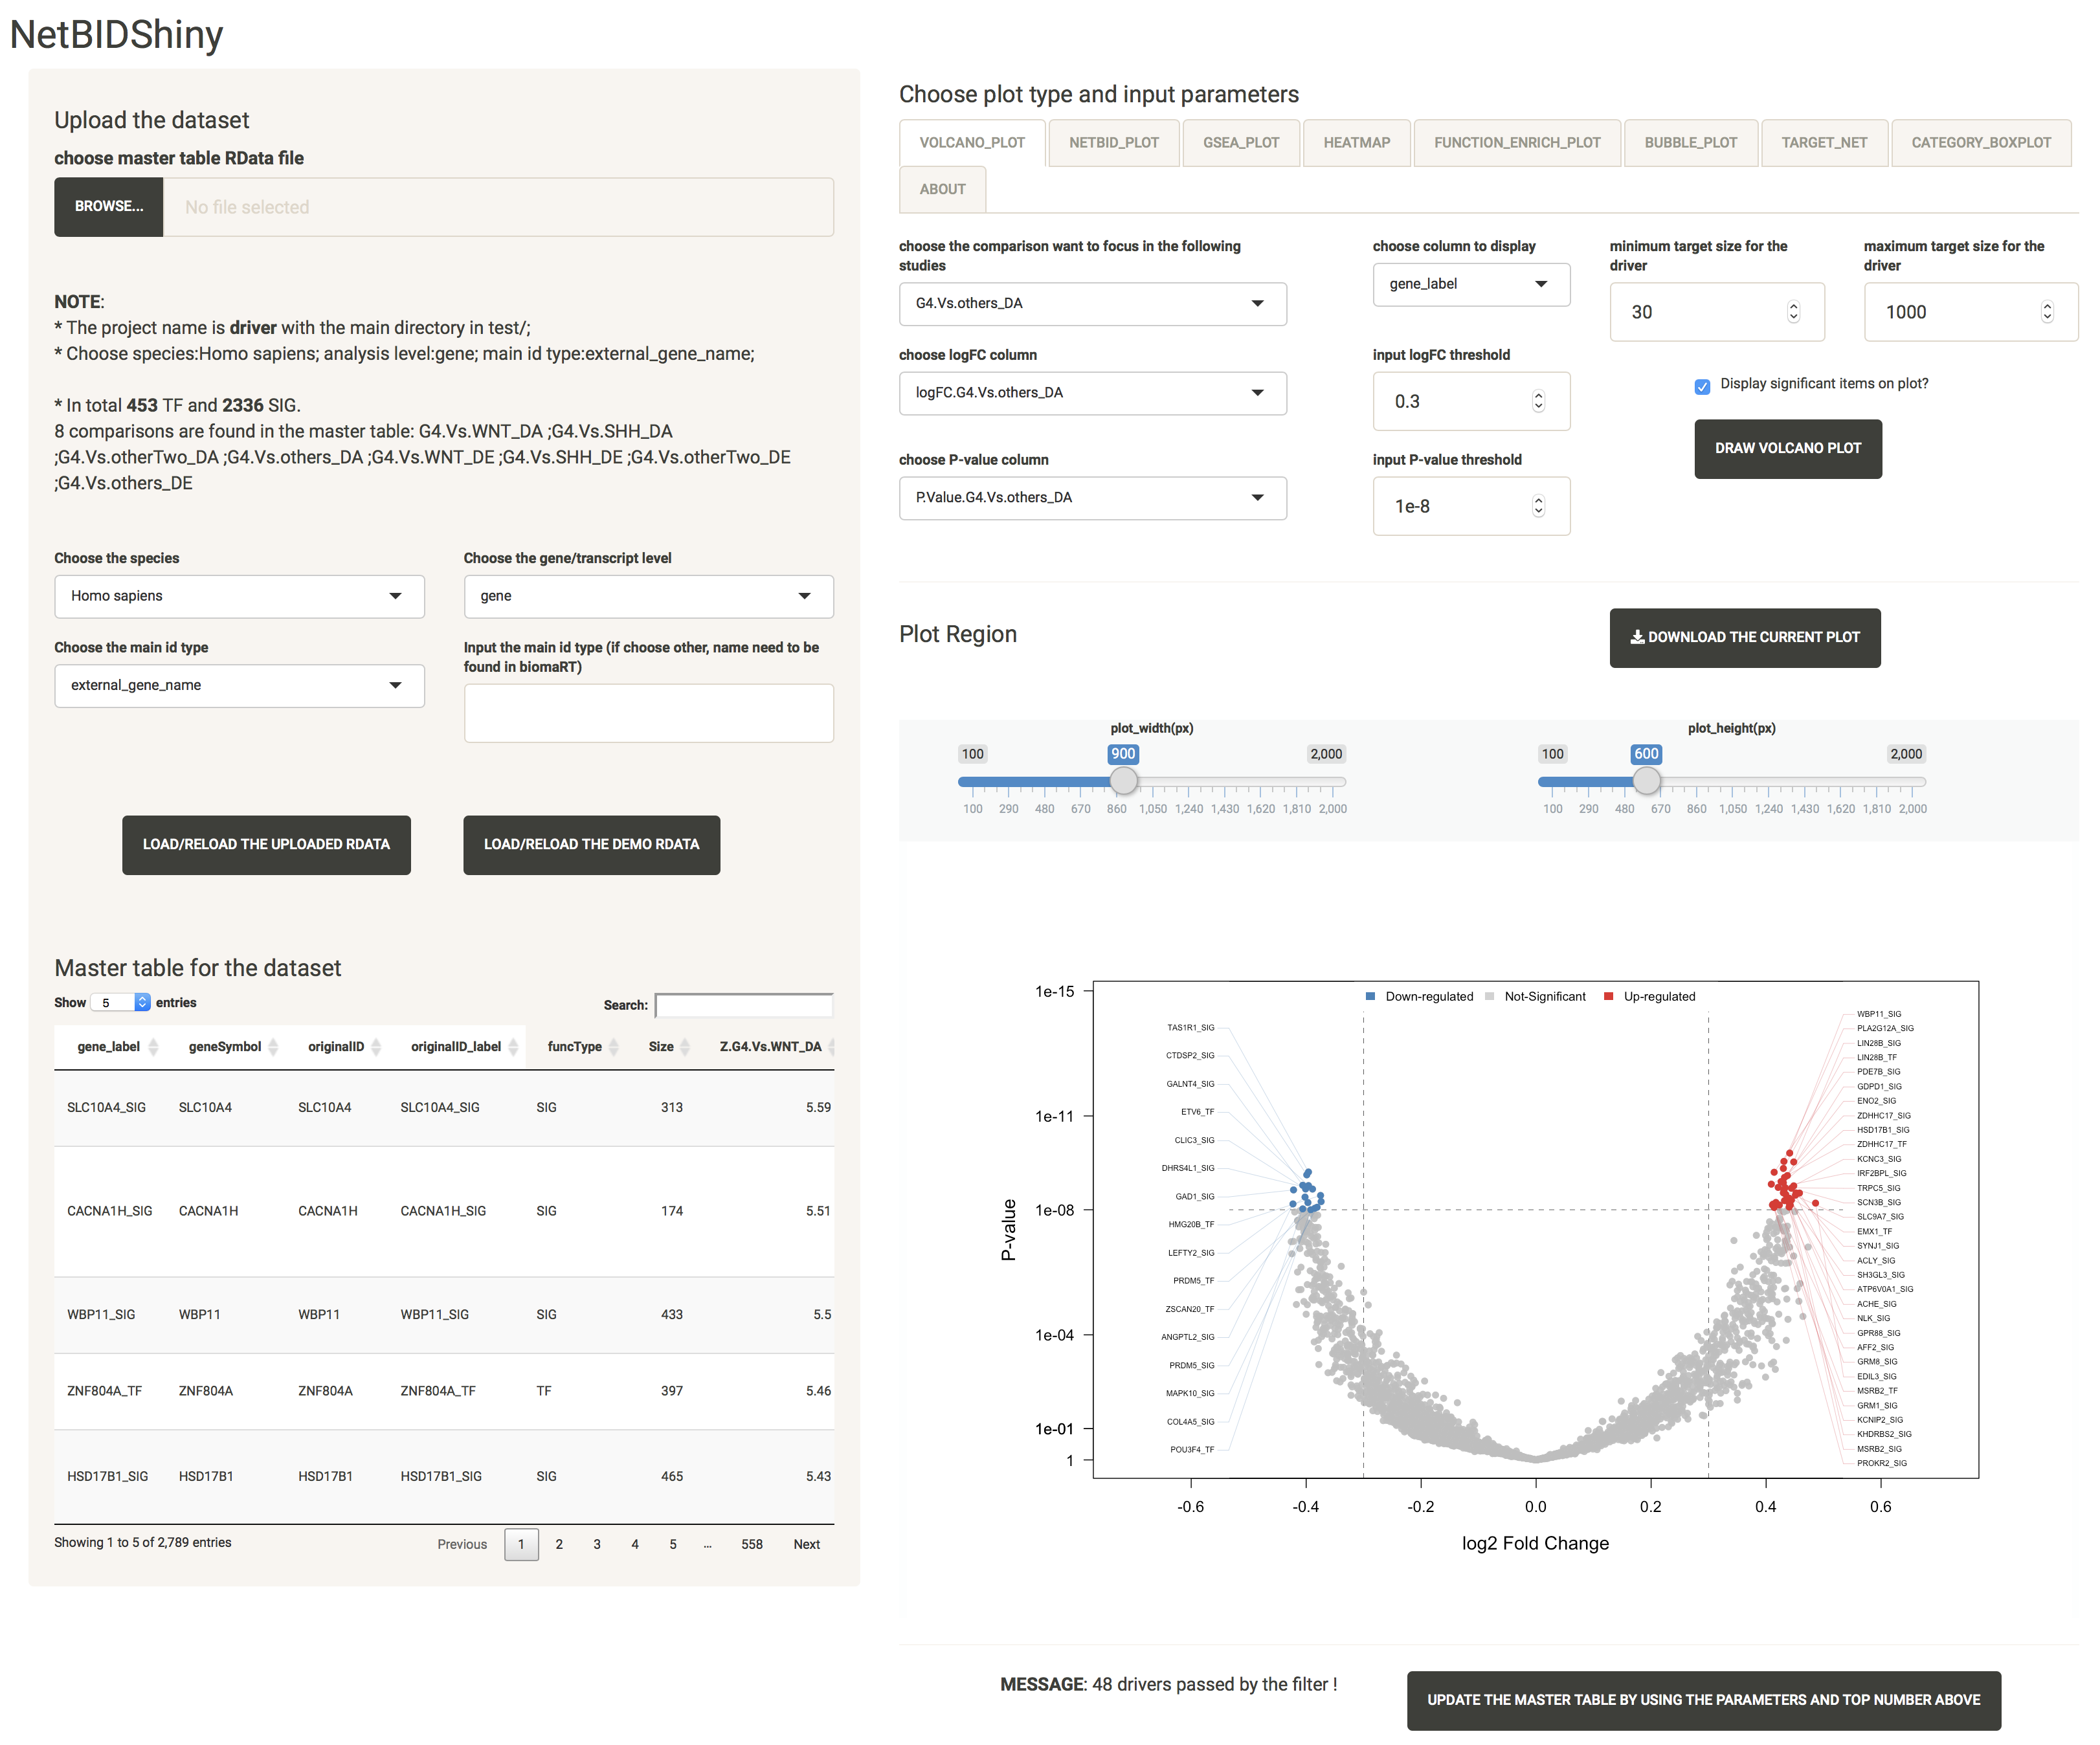 NetBIDShiny
Upload the dataset
choose master table RData file
BROWSE...
No file selected
NOTE:
* The project name is driver with the main directory in test/;
* Choose species:Homo sapiens; analysis level:gene; main id type:external_gene_name;
* In total 453 TF and 2336 SIG.
8 comparisons are found in the master table: G4.Vs.WNT_DA ;G4.Vs.SHH_DA
;G4.Vs.otherTwo_DA ;G4.Vs.others_DA ;G4.Vs.WNT_DE ;G4.Vs.SHH_DE ;G4.Vs.otherTwo_DE
;G4.Vs.others_DE
Choose the species
Homo sapiens
Choose the gene/transcript level
gene
Choose the main id type
external_gene_name
Input the main id type (if choose other, name need to be
found in biomaRT)
LOAD/RELOAD THE UPLOADED RDATA
LOAD/RELOAD THE DEMO RDATA
Master table for the dataset
Show 5 entries
Search:
gene_label geneSymbol originalID originalID_label funcType Size Z.G4.Vs.WNT_DA
SLC10A4_SIG SLC10A4 SLC10A4 SLC10A4_SIG SIG 313 5.59
CACNA1H_SIG CACNA1H CACNA1H CACNA1H_SIG SIG 174 5.51
WBP11_SIG WBP11 WBP11 WBP11_SIG SIG 433 5.5
ZNF804A_TF ZNF804A ZNF804A ZNF804A_TF TF 397 5.46
HSD17B1_SIG HSD17B1 HSD17B1 HSD17B1_SIG SIG 465 5.43
Showing 1 to 5 of 2,789 entries
Previous 1 2 3 4 5 ... 558 Next
Choose plot type and input parameters
VOLCANO_PLOT NETBID_PLOT GSEA_PLOT HEATMAP FUNCTION_ENRICH_PLOT BUBBLE_PLOT TARGET_NET CATEGORY_BOXPLOT
ABOUT
choose the comparison want to focus in the following
studies
G4.Vs.others_DA
choose column to display
gene_label
minimum target size for the
driver
30
maximum target size for the
driver
1000
choose logFC column
logFC.G4.Vs.others_DA
input logFC threshold
0.3
Display significant items on plot?
DRAW VOLCANO PLOT
choose P-value column
P.Value.G4.Vs.others_DA
input P-value threshold
1e-8
Plot Region
DOWNLOAD THE CURRENT PLOT
plot_width(px)
100 900 2,000
100 290 480 670 860 1,050 1,240 1,430 1,620 1,810 2,000
plot_height(px)
100 600 2,000
100 290 480 670 860 1,050 1,240 1,430 1,620 1,810 2,000
Down-regulated Not-Significant Up-regulated
P-value
1e-15
1e-11
1e-08
1e-04
1e-01
1
TAS1R1_SIG
CTDSP2_SIG
GALNT4_SIG
ETV6_TF
CLIC3_SIG
DHRS4L1_SIG
GAD1_SIG
HMG20B_TF
LEFTY2_SIG
PRDM5_TF
ZSCAN20_TF
ANGPTL2_SIG
PRDM5_SIG
MAPK10_SIG
COL4A5_SIG
POU3F4_TF
WBP11_SIG
PLA2G12A_SIG
LIN28B_SIG
LIN28B_TF
PDE7B_SIG
GDPD1_SIG
ENO2_SIG
ZDHHC17_SIG
HSD17B1_SIG
ZDHHC17_TF
KCNC3_SIG
IRF2BPL_SIG
TRPC5_SIG
SCN3B_SIG
SLC9A7_SIG
EMX1_TF
SYNJ1_SIG
ACLY_SIG
SH3GL3_SIG
ATP6V0A1_SIG
ACHE_SIG
NLK_SIG
GPR88_SIG
AFF2_SIG
GRM8_SIG
EDIL3_SIG
MSRB2_TF
GRM1_SIG
KCNIP2_SIG
KHDRBS2_SIG
MSRB2_SIG
PROKR2_SIG
-0.6 -0.4 -0.2 0.0 0.2 0.4 0.6
log2 Fold Change
MESSAGE: 48 drivers passed by the filter !
UPDATE THE MASTER TABLE BY USING THE PARAMETERS AND TOP NUMBER ABOVE